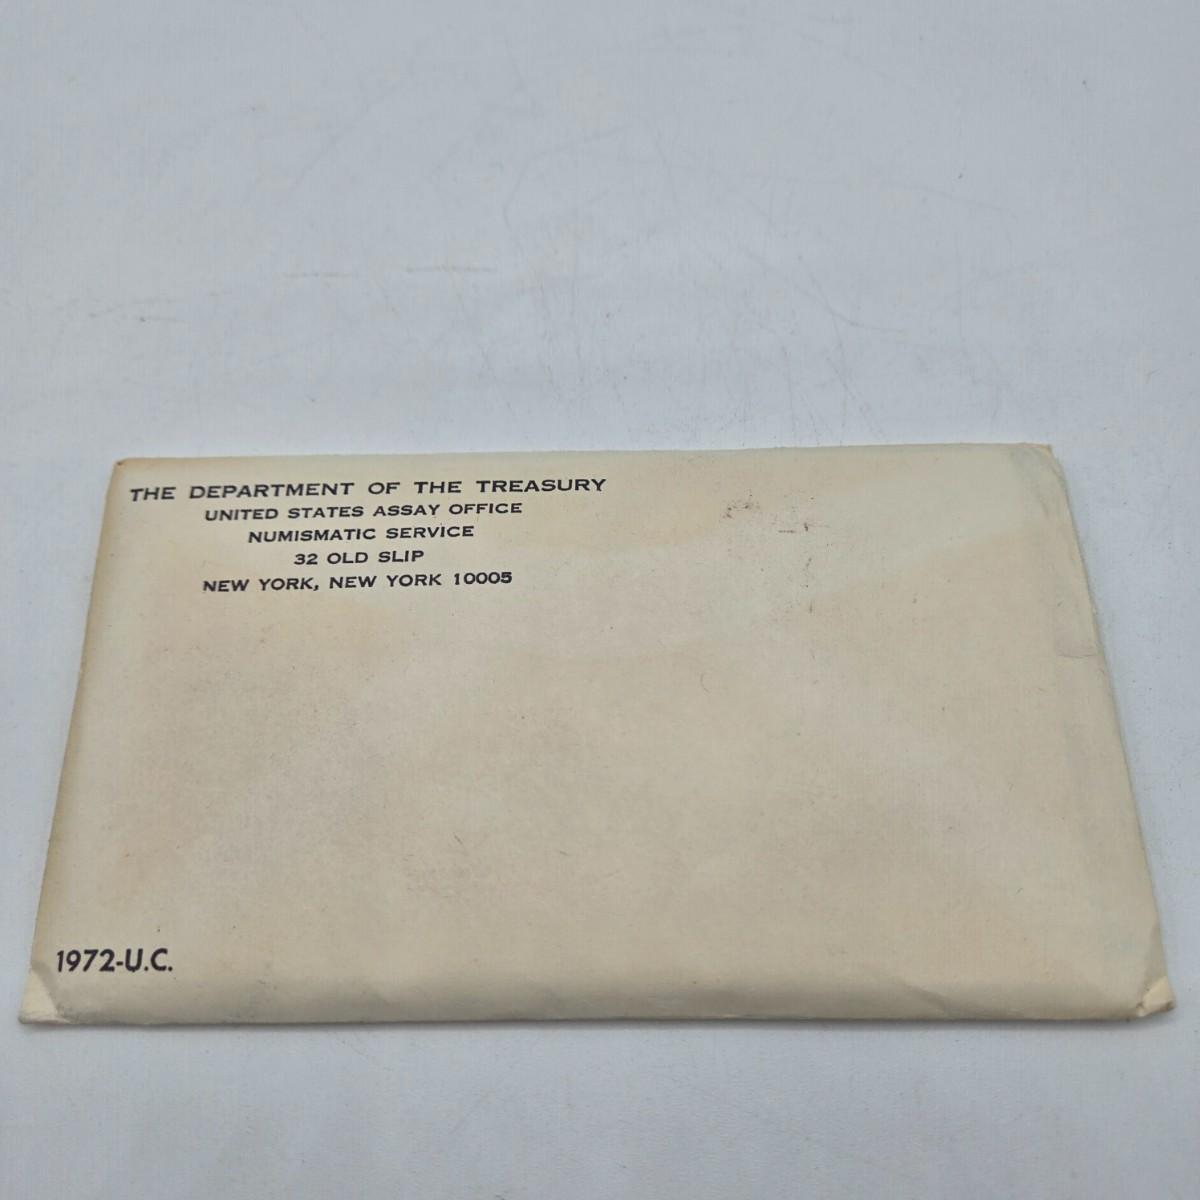 THE DEPARTMENT OF THE TREASURY
UNITED STATES ASSAY OFFICE
NUMISMATIC SERVICE
32 OLD SLIP
NEW YORK, NEW YORK 10005
1972-U.C.